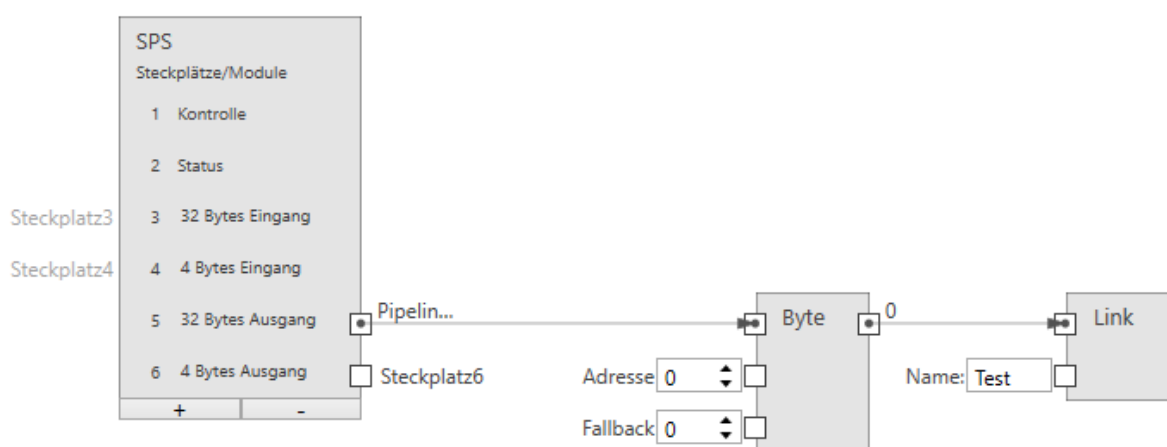 SPS
Steckplätze/Module
1 Kontrolle
2 Status
Steckplatz3 3 32 Bytes Eingang
Steckplatz4 4 4 Bytes Eingang
5 32 Bytes Ausgang Pipelin... Byte 0 Link
6 4 Bytes Ausgang Steckplatz6 Adresse 0 Name: Test
+ -
Fallback 0